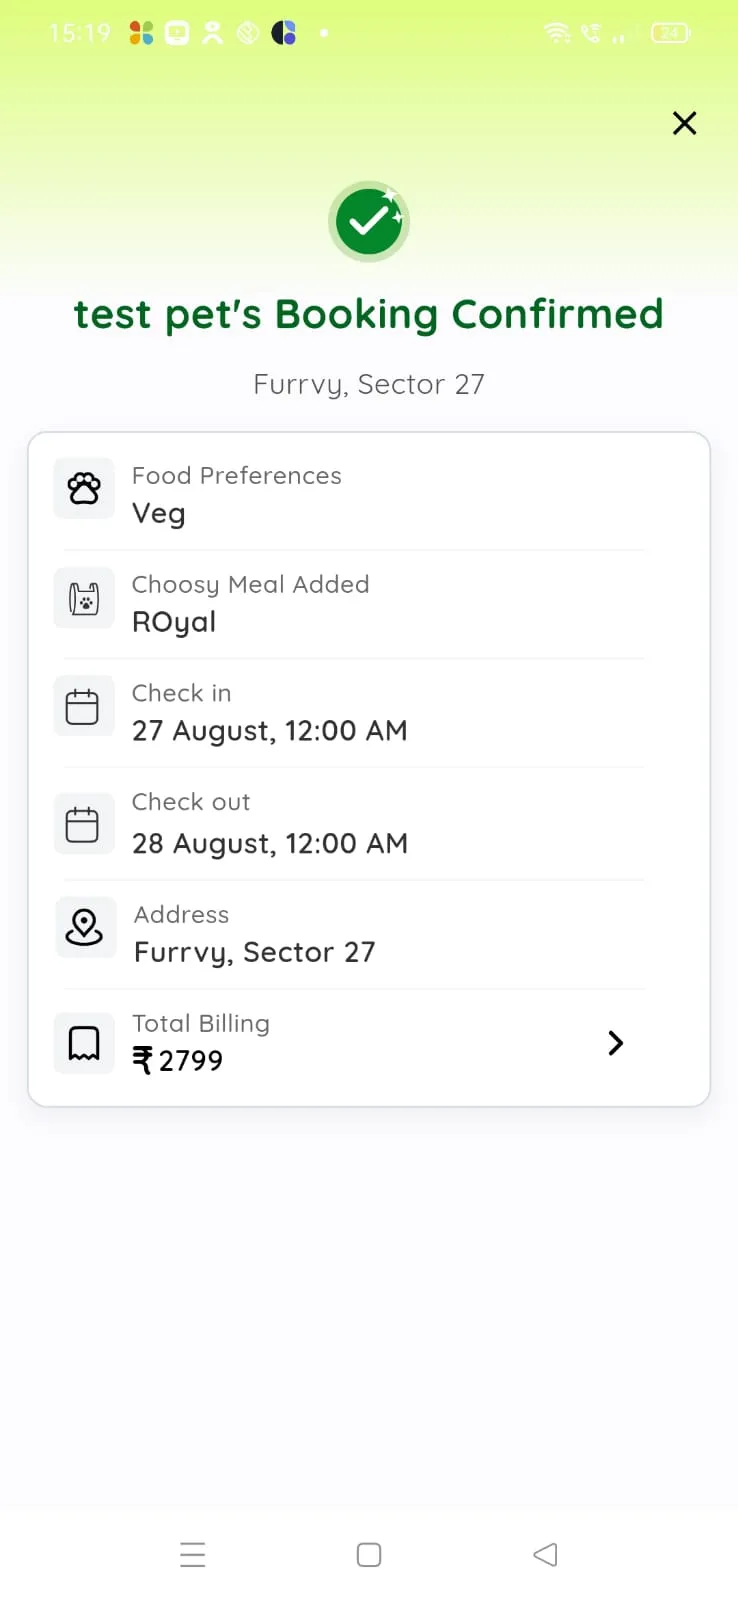 15:19
24
test pet's Booking Confirmed
Furrvy, Sector 27
Food Preferences
Veg
Choosy Meal Added
ROyal
Check in
27 August, 12:00 AM
Check out
28 August, 12:00 AM
Address
Furrvy, Sector 27
Total Billing
₹2799